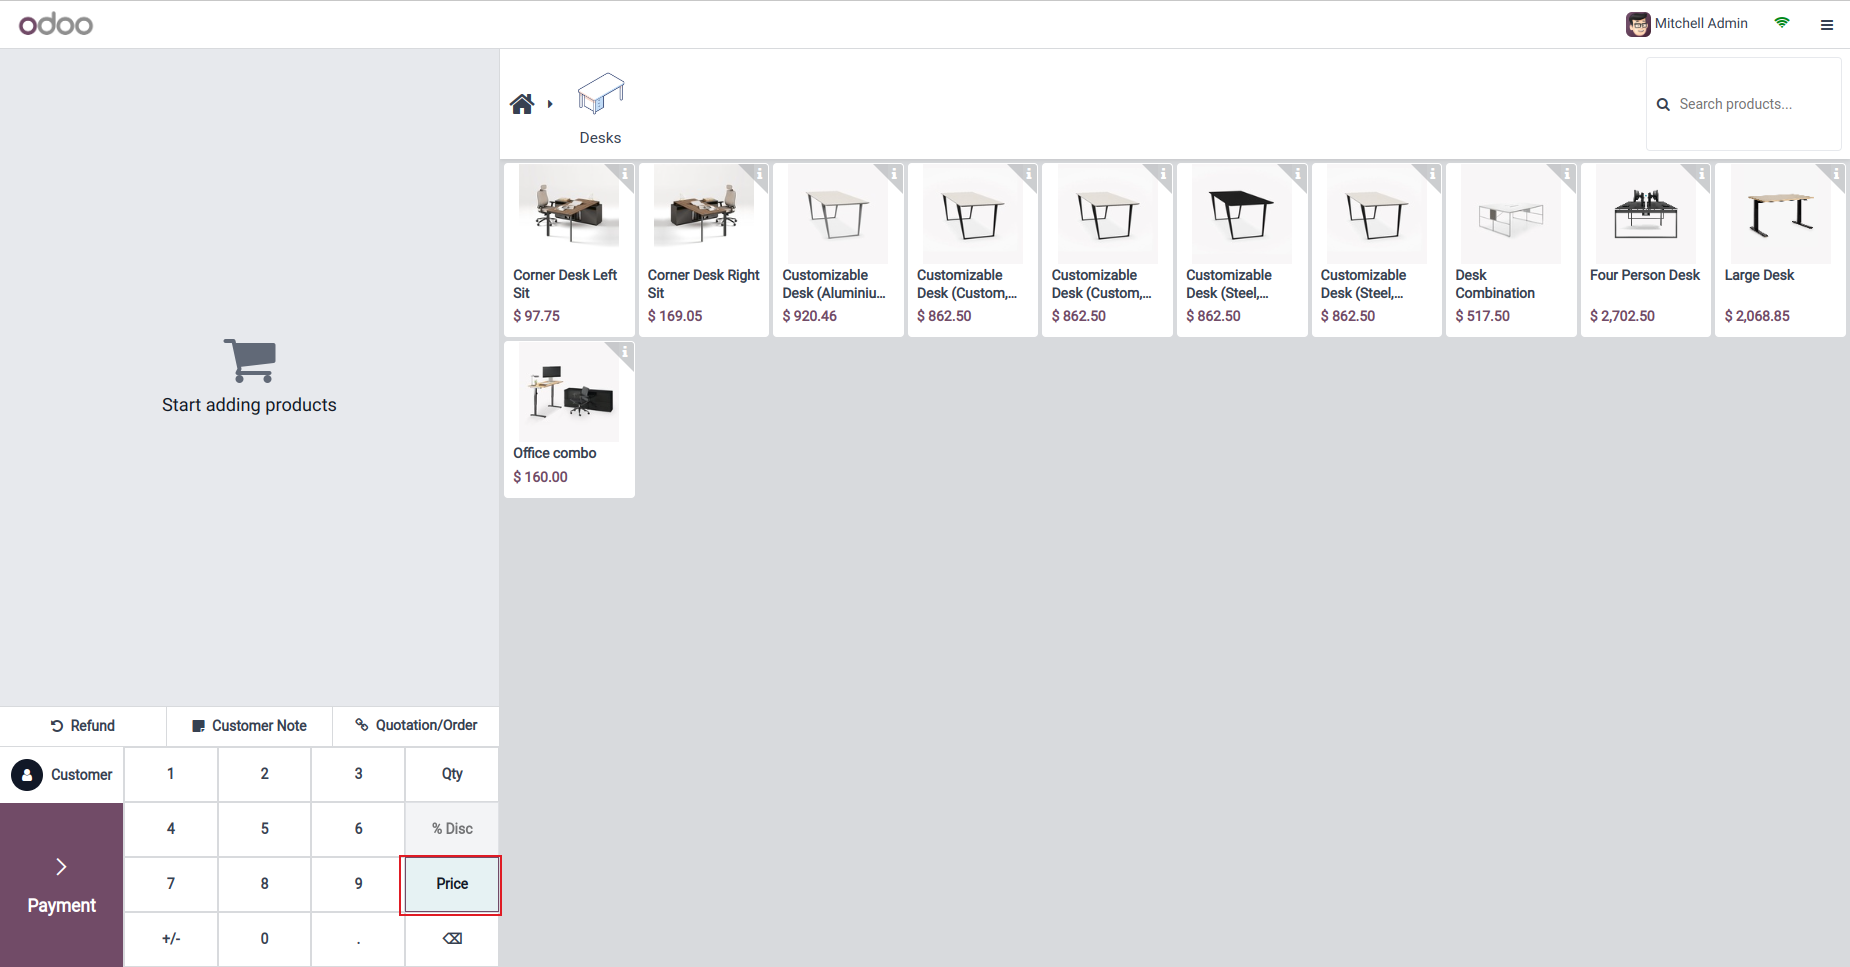 odoo
Mitchell Admin
Desks
Search products...
Corner Desk Left
Sit
$ 97.75
Corner Desk Right
Sit
$ 169.05
Customizable
Desk (Aluminiu...
$ 920.46
Customizable
Desk (Custom,...
$ 862.50
Customizable
Desk (Custom,...
$ 862.50
Customizable
Desk (Steel,...
$ 862.50
Customizable
Desk (Steel,...
$ 862.50
Desk
Combination
$ 517.50
Four Person Desk
$ 2,702.50
Large Desk
$ 2,068.85
Office combo
$ 160.00
Start adding products
Refund
Customer Note
Quotation/Order
Customer
1
2
3
Qty
4
5
6
% Disc
7
8
9
Price
Payment
+/-
0
.
⌫